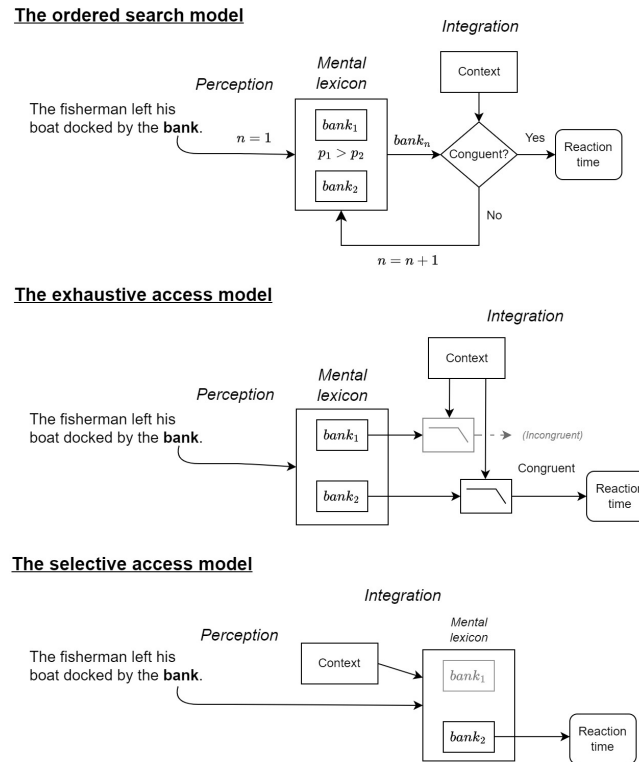 The ordered search model
Integration
Mental
lexicon
Perception
Context
The fisherman left his
boat docked by the bank.
n = 1
bank₁
p₁ > p₂
bank₂
bankₙ
Conguent?
Yes
Reaction
time
No
n = n + 1
The exhaustive access model
Integration
Mental
lexicon
Perception
Context
The fisherman left his
boat docked by the bank.
bank₁
(Incongruent)
bank₂
Congruent
Reaction
time
The selective access model
Integration
Mental
lexicon
Perception
The fisherman left his
boat docked by the bank.
Context
bank₁
bank₂
Reaction
time